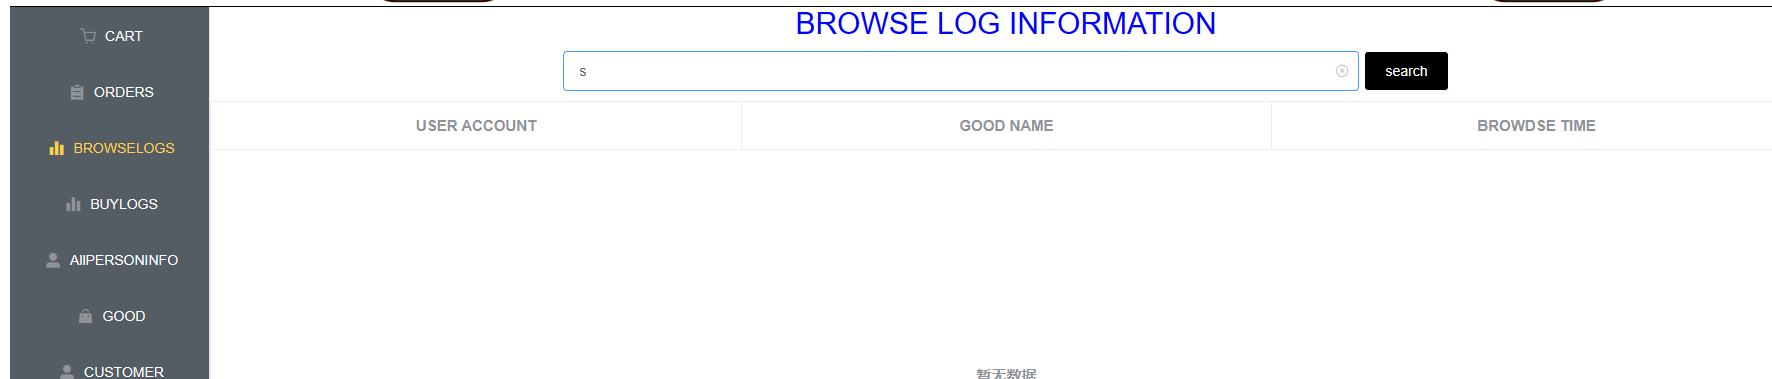 CART
ORDERS
BROWSELOGS
BUYLOGS
AllPERSONINFO
GOOD
CUSTOMER
BROWSE LOG INFORMATION
s
search
USER ACCOUNT
GOOD NAME
BROWDSE TIME
暂无数据